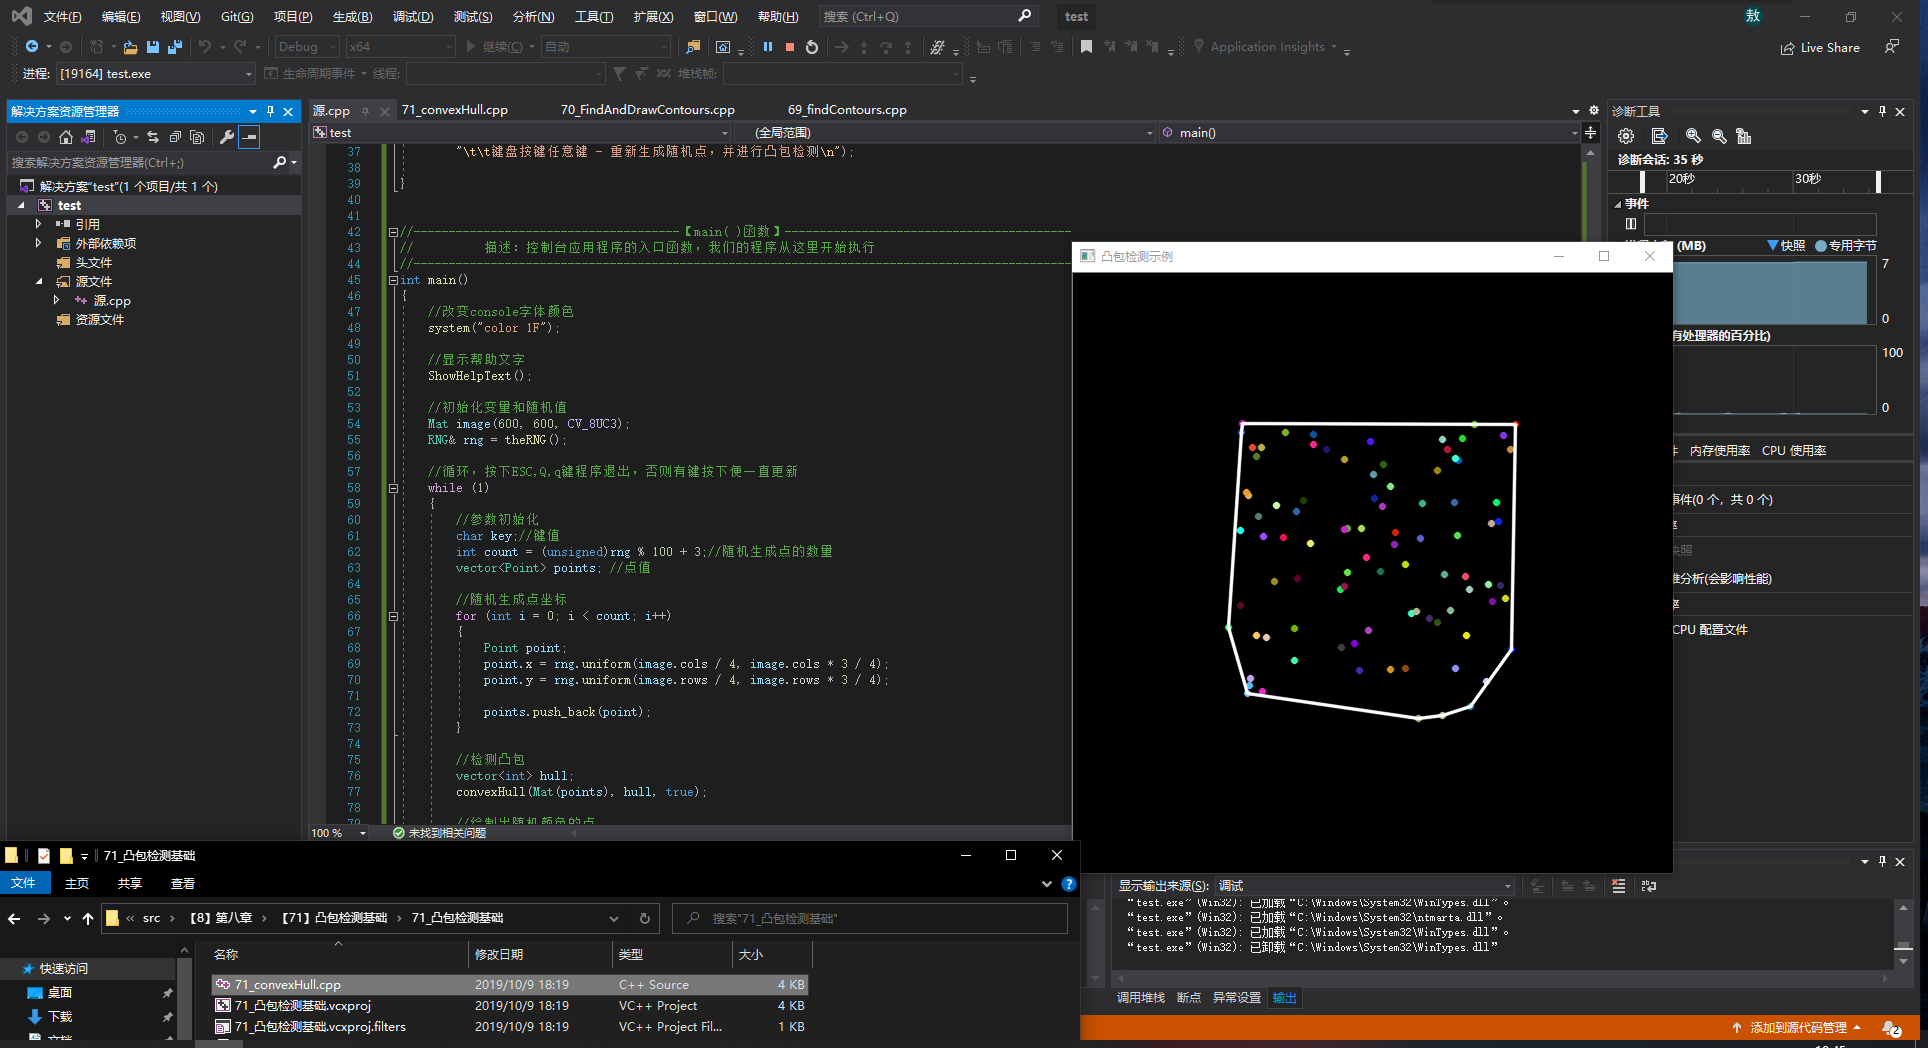 文件(F) 编辑(E) 视图(V) Git(G) 项目(P) 生成(B) 调试(D) 测试(S) 分析(N) 工具(T) 扩展(X) 窗口(W) 帮助(H) 搜索 (Ctrl+Q) test 敖
Debug x64 继续(C) 自动 Application Insights Live Share
进程: [19164] test.exe 生命周期事件 线程: 堆栈帧:
解决方案资源管理器
搜索解决方案资源管理器(Ctrl+;)
解决方案"test"(1 个项目/共 1 个)
test
引用
外部依赖项
头文件
源文件
源.cpp
资源文件
源.cpp 71_convexHull.cpp 70_FindAndDrawContours.cpp 69_findContours.cpp
test (全局范围) main()
37 "\t\t键盘按键任意键 - 重新生成随机点，并进行凸包检测\n");
38
39 }
40
41
42 //--------------------------------------【main( )函数】-----------------------------------------
43 // 描述：控制台应用程序的入口函数，我们的程序从这里开始执行
44 //-----------------------------------------------------------------------------------------------
45 int main()
46 {
47 //改变console字体颜色
48 system("color 1F");
49
50 //显示帮助文字
51 ShowHelpText();
52
53 //初始化变量和随机值
54 Mat image(600, 600, CV_8UC3);
55 RNG& rng = theRNG();
56
57 //循环，按下ESC,Q,q键程序退出，否则有键按下便一直更新
58 while (1)
59 {
60 //参数初始化
61 char key;//键值
62 int count = (unsigned)rng % 100 + 3;//随机生成点的数量
63 vector<Point> points; //点值
64
65 //随机生成点坐标
66 for (int i = 0; i < count; i++)
67 {
68 Point point;
69 point.x = rng.uniform(image.cols / 4, image.cols * 3 / 4);
70 point.y = rng.uniform(image.rows / 4, image.rows * 3 / 4);
71
72 points.push_back(point);
73 }
74
75 //检测凸包
76 vector<int> hull;
77 convexHull(Mat(points), hull, true);
78
79 //绘制出随机颜色的点
100 % 未找到相关问题
凸包检测示例
诊断工具
诊断会话: 35 秒
20秒 30秒
事件
(MB) 快照 专用字节
7
0
有处理器的百分比)
100
0
件 内存使用率 CPU 使用率
事件(0 个，共 0 个)
率
快照
堆分析(会影响性能)
率
CPU 配置文件
显示输出来源(S): 调试
"test.exe" (Win32): 已加载"C:\Windows\System32\WinTypes.dll"。
"test.exe" (Win32): 已加载"C:\Windows\System32\ntmarta.dll"。
"test.exe" (Win32): 已加载"C:\Windows\System32\WinTypes.dll"。
"test.exe" (Win32): 已卸载"C:\Windows\System32\WinTypes.dll"
调用堆栈 断点 异常设置 输出
添加到源代码管理 2
71_凸包检测基础
文件 主页 共享 查看
« src › 【8】第八章 › 【71】凸包检测基础 › 71_凸包检测基础 搜索"71_凸包检测基础"
名称 修改日期 类型 大小
快速访问
桌面
下载
文档
71_convexHull.cpp 2019/10/9 18:19 C++ Source 4 KB
71_凸包检测基础.vcxproj 2019/10/9 18:19 VC++ Project 4 KB
71_凸包检测基础.vcxproj.filters 2019/10/9 18:19 VC++ Project Fil... 1 KB